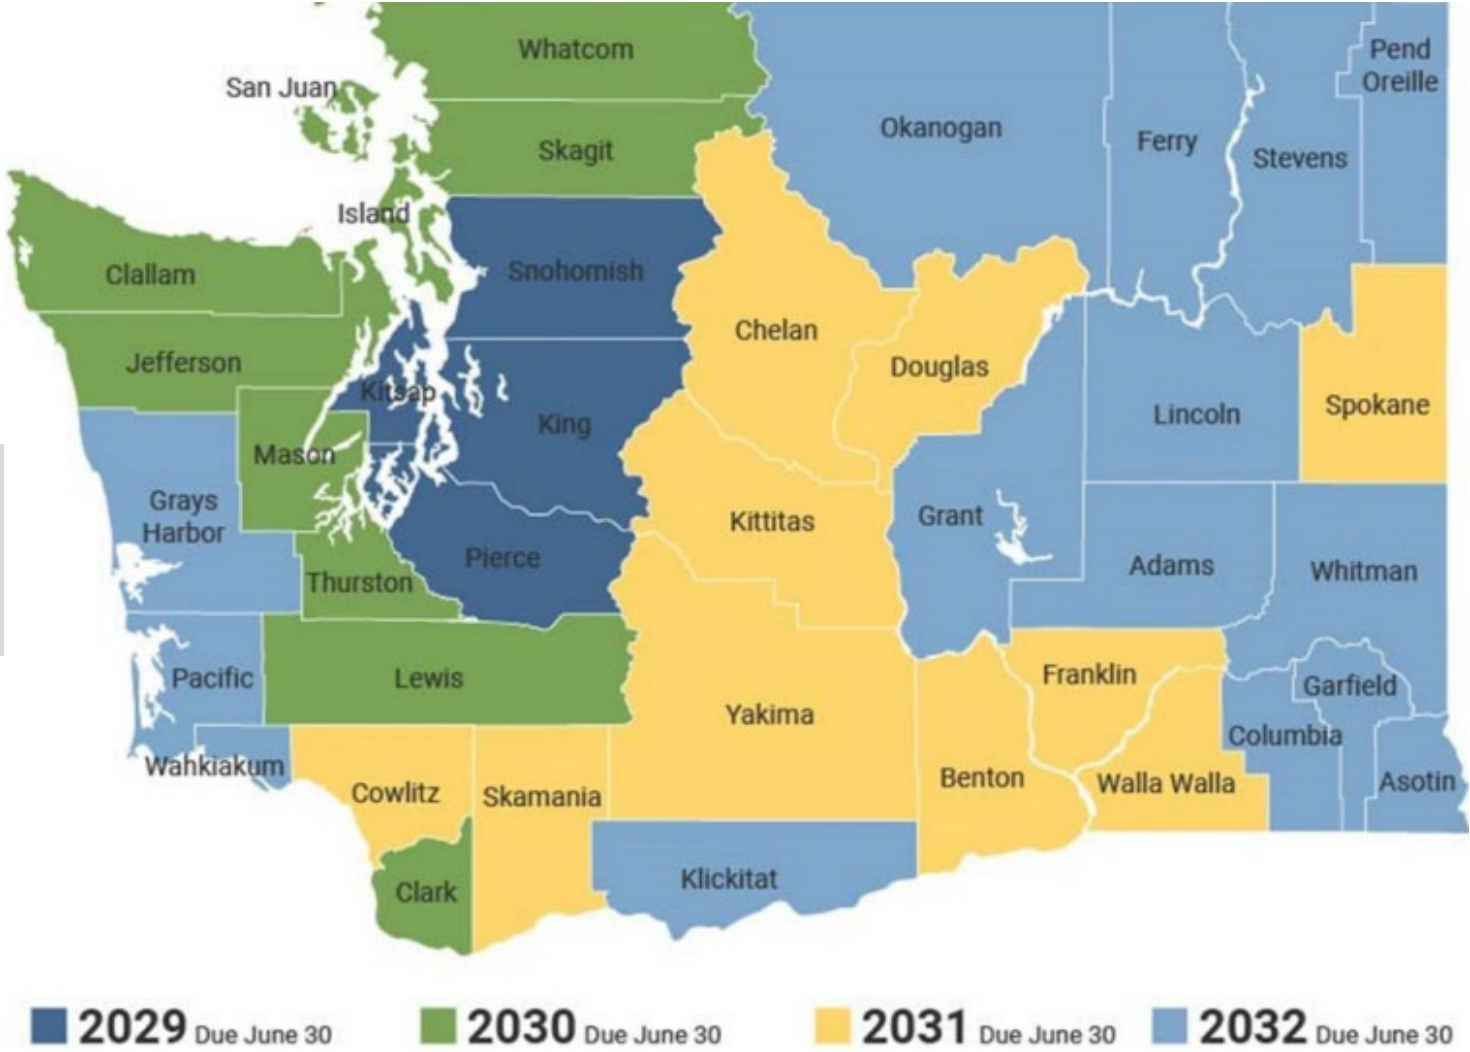 Whatcom
San Juan
Skagit
Island
Clallam
Snohomish
Jefferson
Kitsap
King
Mason
Grays
Harbor
Pierce
Thurston
Pacific
Lewis
Wahkiakum
Cowlitz
Skamania
Clark
Okanogan
Ferry
Stevens
Pend
Oreille
Chelan
Douglas
Lincoln
Spokane
Kittitas
Grant
Adams
Whitman
Yakima
Franklin
Garfield
Columbia
Benton
Walla Walla
Asotin
Klickitat
2029 Due June 30
2030 Due June 30
2031 Due June 30
2032 Due June 30